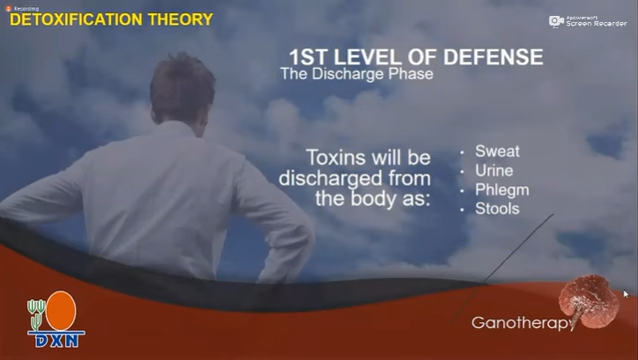 Recording
DETOXIFICATION THEORY
Apowersoft
Screen Recorder
1ST LEVEL OF DEFENSE
The Discharge Phase
Toxins will be
discharged from
the body as:
• Sweat
• Urine
• Phlegm
• Stools
DXN
Ganotherapy